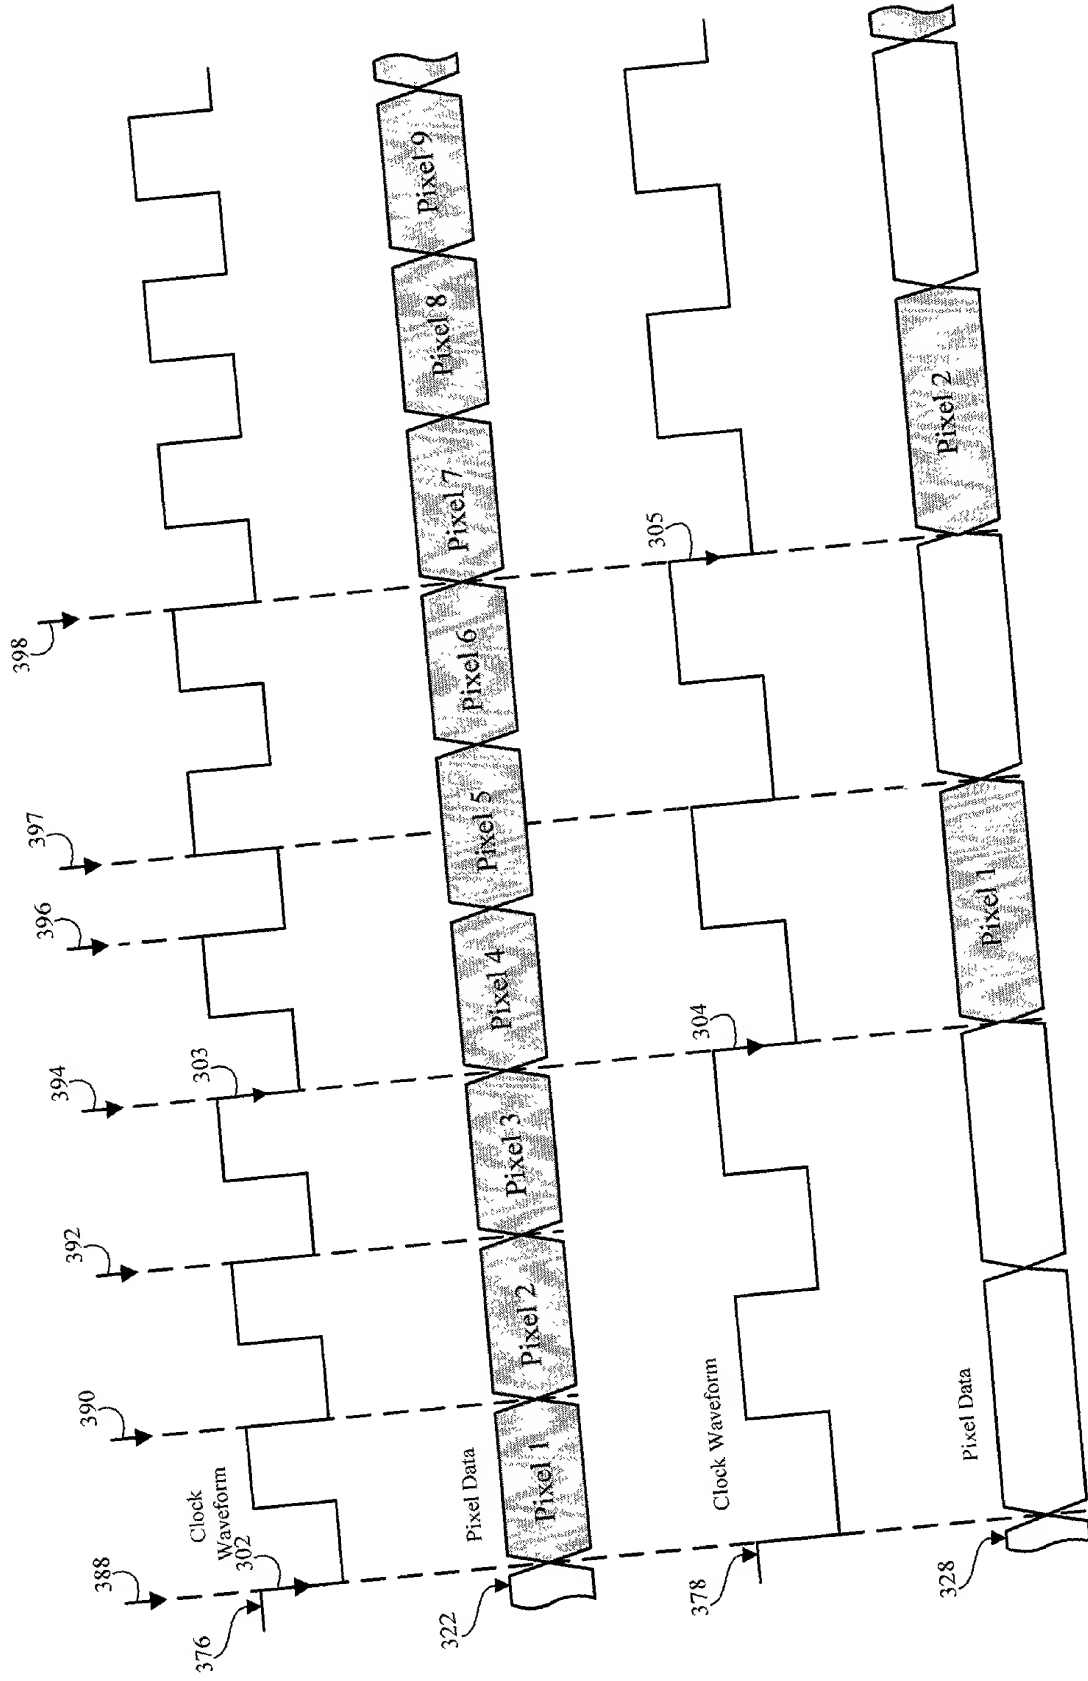 388
390
392
394
396
397
398
376
Clock
Waveform
302
303
322
Pixel Data
Pixel 1
Pixel 2
Pixel 3
Pixel 4
Pixel 5
Pixel 6
Pixel 7
Pixel 8
Pixel 9
378
Clock Waveform
304
305
328
Pixel Data
Pixel 1
Pixel 2